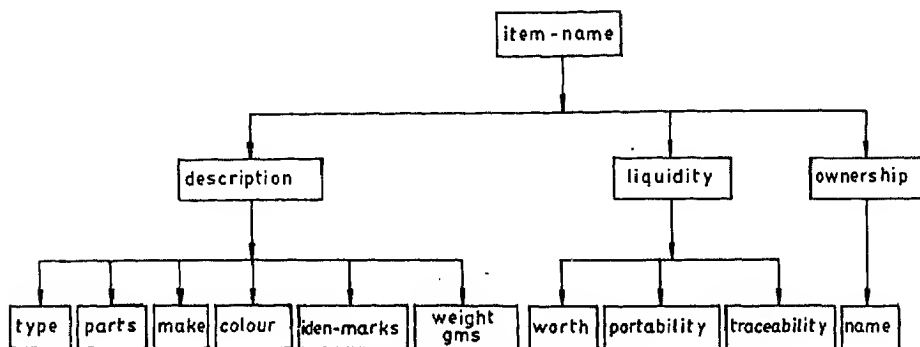 item-name
description
liquidity
ownership
type
parts
make
colour
iden-marks
weight
gms
worth
portability
traceability
name